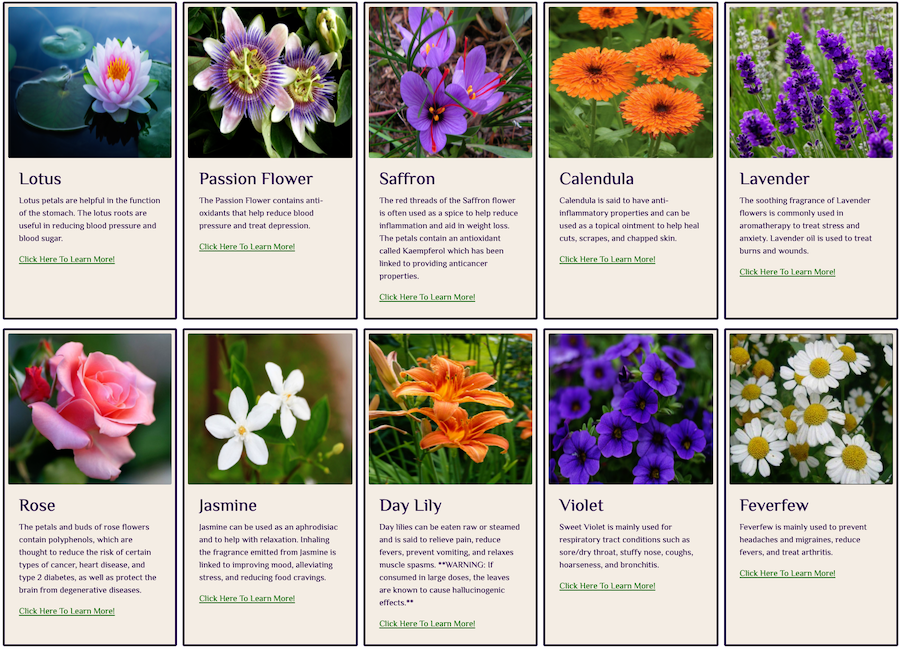 Lotus
Lotus petals are helpful in the function
of the stomach. The lotus roots are
useful in reducing blood pressure and
blood sugar.
Click Here To Learn More!
Passion Flower
The Passion Flower contains anti-
oxidants that help reduce blood
pressure and treat depression.
Click Here To Learn More!
Saffron
The red threads of the Saffron flower
is often used as a spice to help reduce
inflammation and aid in weight loss.
The petals contain an antioxidant
called Kaempferol which has been
linked to providing anticancer
properties.
Click Here To Learn More!
Calendula
Calendula is said to have anti-
inflammatory properties and can be
used as a topical ointment to help heal
cuts, scrapes, and chapped skin.
Click Here To Learn More!
Lavender
The soothing fragrance of Lavender
flowers is commonly used in
aromatherapy to treat stress and
anxiety. Lavender oil is used to treat
burns and wounds.
Click Here To Learn More!
Rose
The petals and buds of rose flowers
contain polyphenols, which are
thought to reduce the risk of certain
types of cancer, heart disease, and
type 2 diabetes, as well as protect the
brain from degenerative diseases.
Click Here To Learn More!
Jasmine
Jasmine can be used as an aphrodisiac
and to help with relaxation. Inhaling
the fragrance emitted from Jasmine is
linked to improving mood, alleviating
stress, and reducing food cravings.
Click Here To Learn More!
Day Lily
Day lilies can be eaten raw or steamed
and is said to relieve pain, reduce
fevers, prevent vomiting, and relaxes
muscle spasms. **WARNING: If
consumed in large doses, the leaves
are known to cause hallucinogenic
effects.**
Click Here To Learn More!
Violet
Sweet Violet is mainly used for
respiratory tract conditions such as
sore/dry throat, stuffy nose, coughs,
hoarseness, and bronchitis.
Click Here To Learn More!
Feverfew
Feverfew is mainly used to prevent
headaches and migraines, reduce
fevers, and treat arthritis.
Click Here To Learn More!